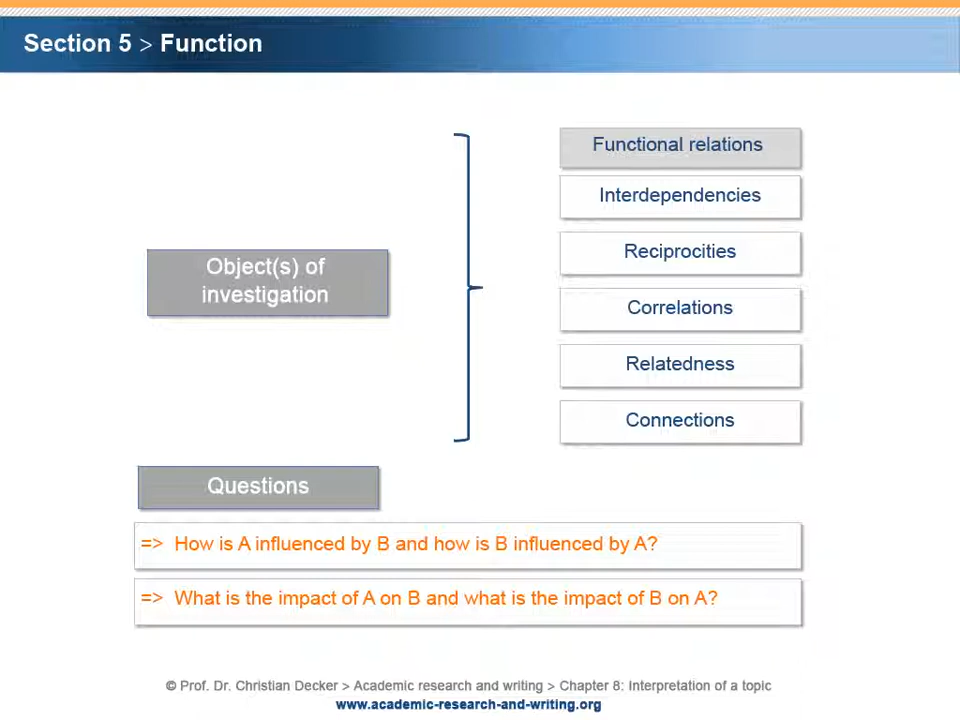 Section 5 > Function
Functional relations
Interdependencies
Reciprocities
Object(s) of
investigation
Correlations
Relatedness
Connections
Questions
=> How is A influenced by B and how is B influenced by A?
=> What is the impact of A on B and what is the impact of B on A?
© Prof. Dr. Christian Decker > Academic research and writing > Chapter 8: Interpretation of a topic
www.academic-research-and-writing.org